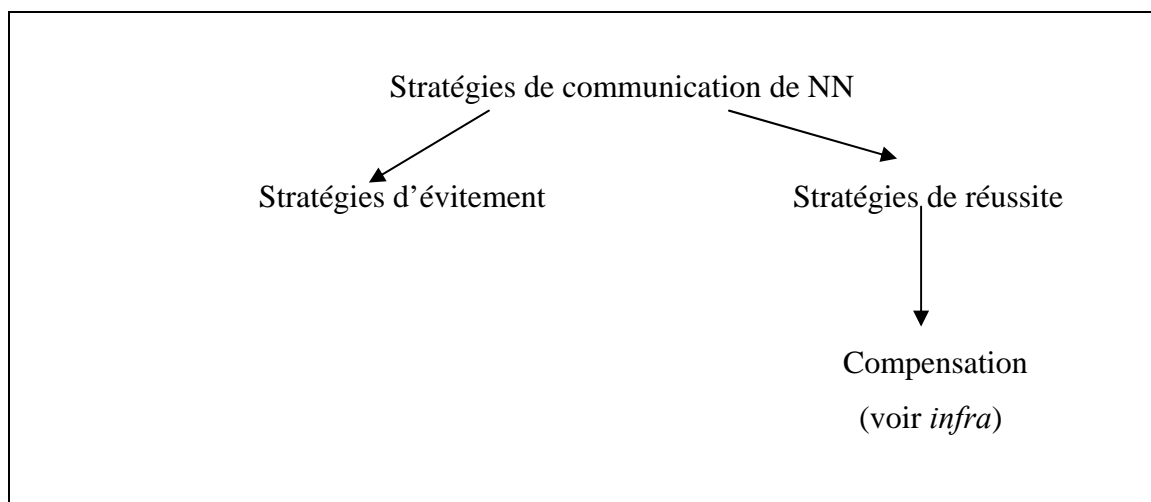 Stratégies de communication de NN
Stratégies d’évitement Stratégies de réussite
Compensation
(voir infra)